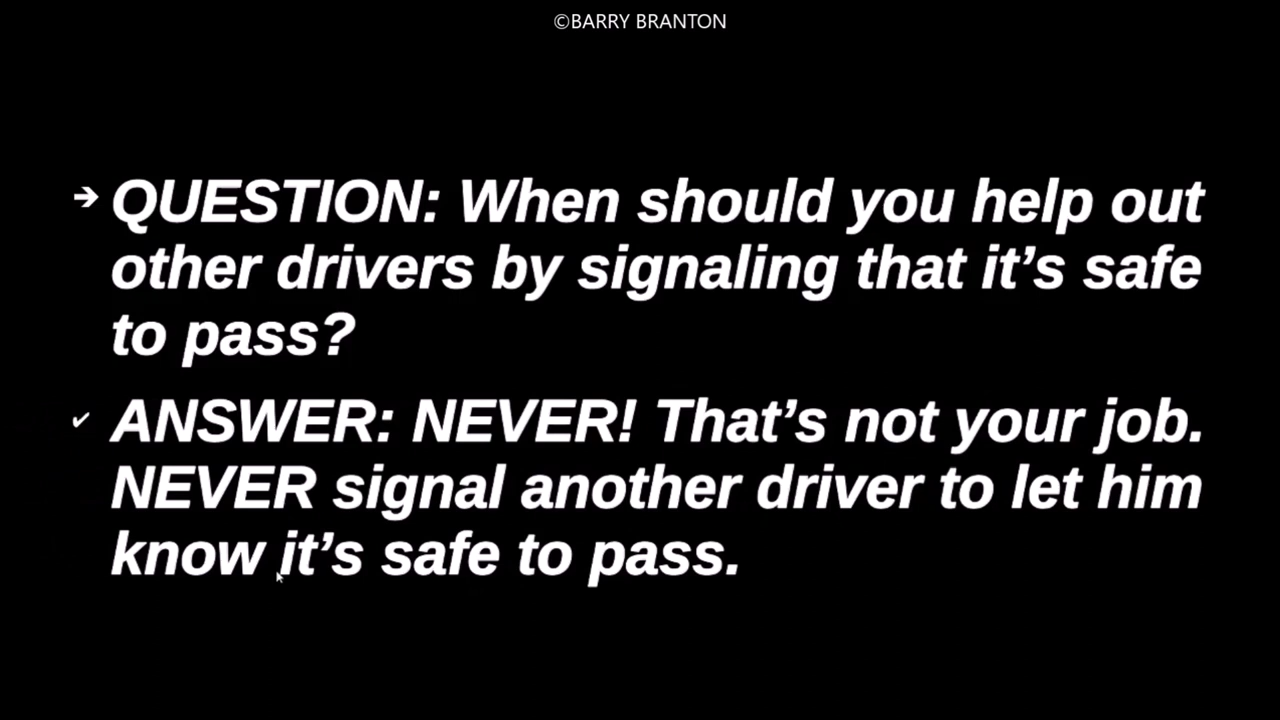 ©BARRY BRANTON
➔ QUESTION: When should you help out
other drivers by signaling that it’s safe
to pass?
✔ ANSWER: NEVER! That’s not your job.
NEVER signal another driver to let him
know it’s safe to pass.